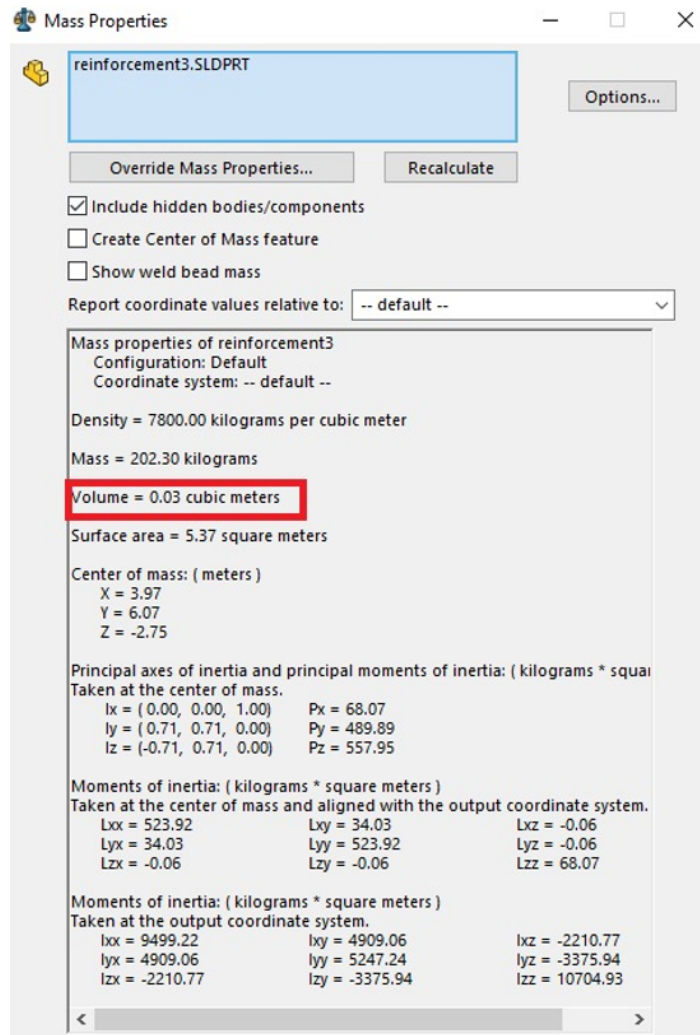 Mass Properties
reinforcement3.SLDPRT
Options...
Override Mass Properties...
Recalculate
Include hidden bodies/components
Create Center of Mass feature
Show weld bead mass
Report coordinate values relative to: -- default --
Mass properties of reinforcement3
Configuration: Default
Coordinate system: -- default --
Density = 7800.00 kilograms per cubic meter
Mass = 202.30 kilograms
Volume = 0.03 cubic meters
Surface area = 5.37 square meters
Center of mass: ( meters )
X = 3.97
Y = 6.07
Z = -2.75
Principal axes of inertia and principal moments of inertia: ( kilograms * squar
Taken at the center of mass.
Ix = ( 0.00, 0.00, 1.00) Px = 68.07
Iy = ( 0.71, 0.71, 0.00) Py = 489.89
Iz = (-0.71, 0.71, 0.00) Pz = 557.95
Moments of inertia: ( kilograms * square meters )
Taken at the center of mass and aligned with the output coordinate system.
Lxx = 523.92 Lxy = 34.03 Lxz = -0.06
Lyx = 34.03 Lyy = 523.92 Lyz = -0.06
Lzx = -0.06 Lzy = -0.06 Lzz = 68.07
Moments of inertia: ( kilograms * square meters )
Taken at the output coordinate system.
Ixx = 9499.22 Ixy = 4909.06 Ixz = -2210.77
Iyx = 4909.06 Iyy = 5247.24 Iyz = -3375.94
Izx = -2210.77 Izy = -3375.94 Izz = 10704.93